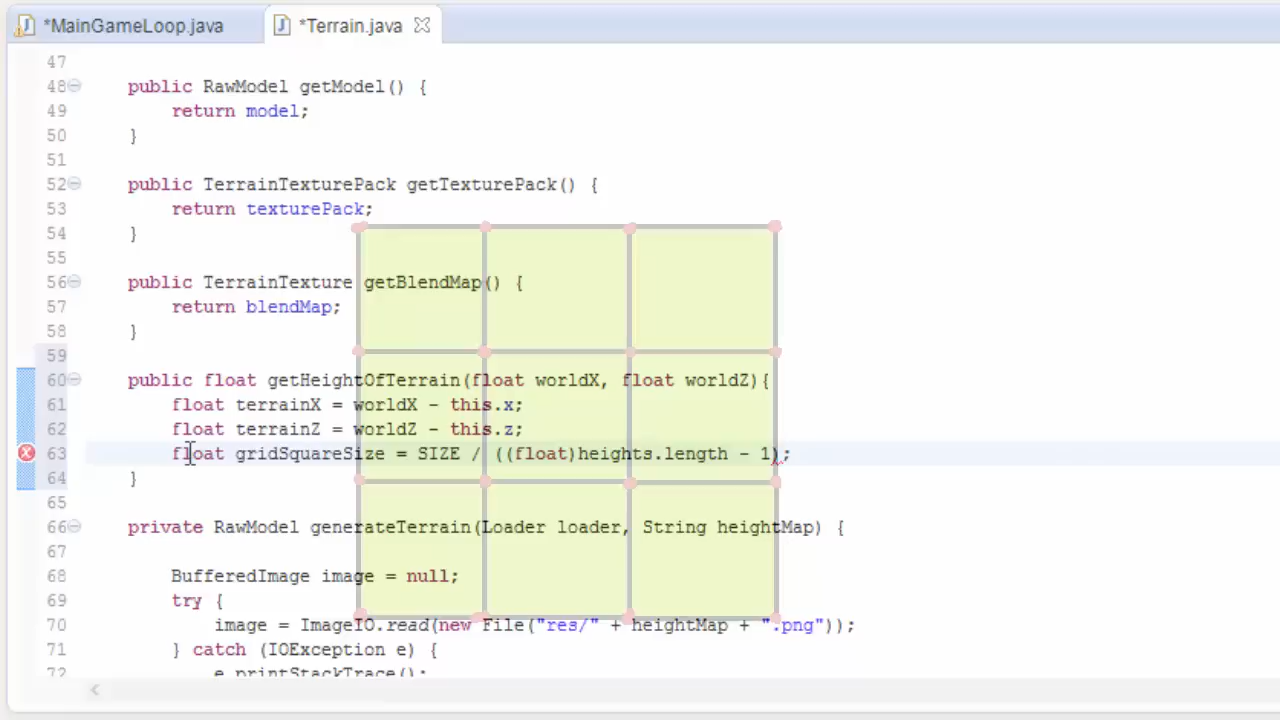 *MainGameLoop.java
*Terrain.java
47
48 public RawModel getModel() {
49 return model;
50 }
51
52 public TerrainTexturePack getTexturePack() {
53 return texturePack;
54 }
55
56 public TerrainTexture getBlendMap() {
57 return blendMap;
58 }
59
60 public float getHeightOfTerrain(float worldX, float worldZ){
61 float terrainX = worldX - this.x;
62 float terrainZ = worldZ - this.z;
63 float gridSquareSize = SIZE / ((float)heights.length - 1);
64 }
65
66 private RawModel generateTerrain(Loader loader, String heightMap) {
67
68 BufferedImage image = null;
69 try {
70 image = ImageIO.read(new File("res/" + heightMap + ".png"));
71 } catch (IOException e) {
72 e.printStackTrace();